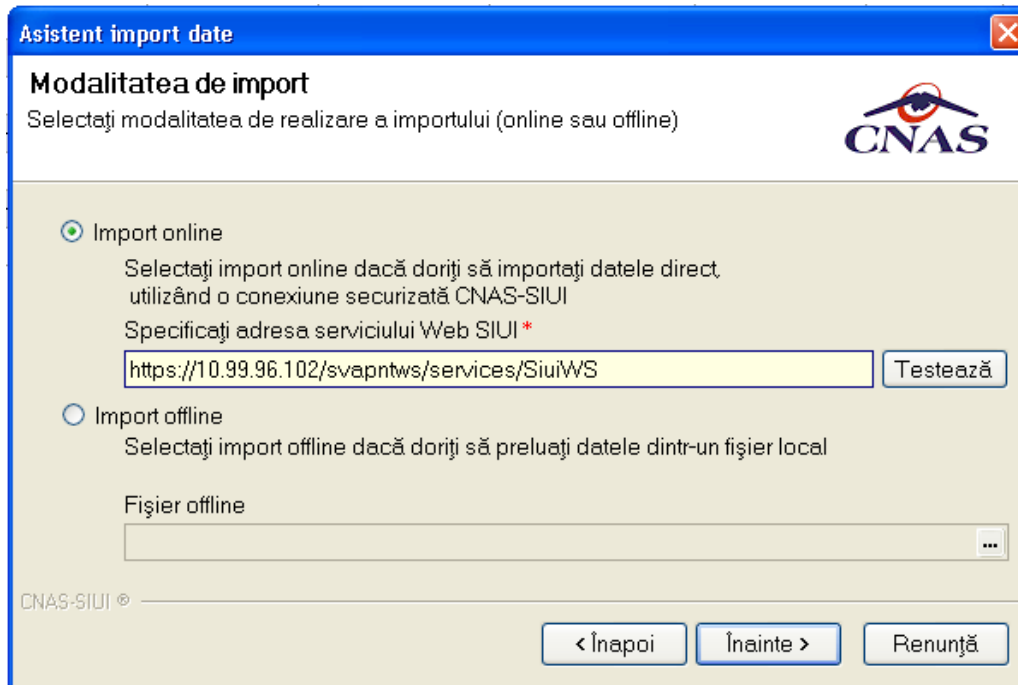 Asistent import date
Modalitatea de import
Selectaţi modalitatea de realizare a importului (online sau offline)
CNAS
Import online
Selectaţi import online dacă doriţi să importaţi datele direct,
utilizând o conexiune securizată CNAS-SIUI
Specificaţi adresa serviciului Web SIUI *
https://10.99.96.102/svapntws/services/SiuiWS
Testează
Import offline
Selectaţi import offline dacă doriţi să preluaţi datele dintr-un fişier local
Fişier offline
...
CNAS-SIUI ®
< Înapoi
Înainte >
Renunţă